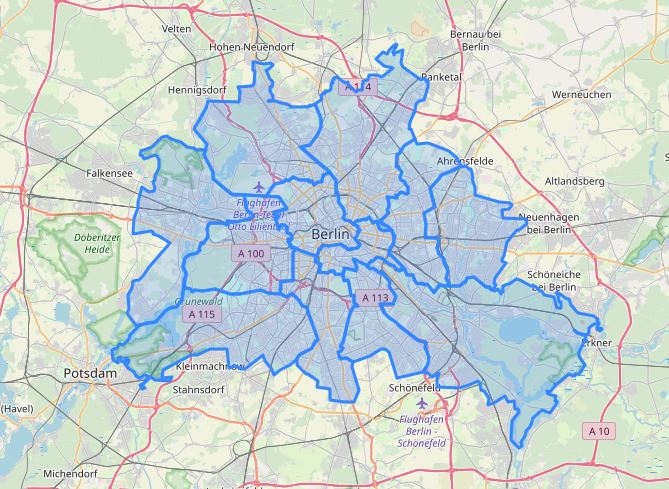 Velten
Hohen Neuendorf
Bernau bei
Berlin
Panketal
Hennigsdorf
Werneuchen
Ahrensfelde
Falkensee
Altlandsberg
Flughafen
Berlin-Tegel
Otto Lilienthal
Neuenhagen
bei Berlin
Berlin
Döberitzer
Heide
A 100
Schöneiche
bei Berlin
Grunewald
A 113
A 115
Erkner
Kleinmachnow
Potsdam
Stahnsdorf
Schönefeld
(Havel)
Flughafen
Berlin -
Schönefeld
A 10
Michendorf